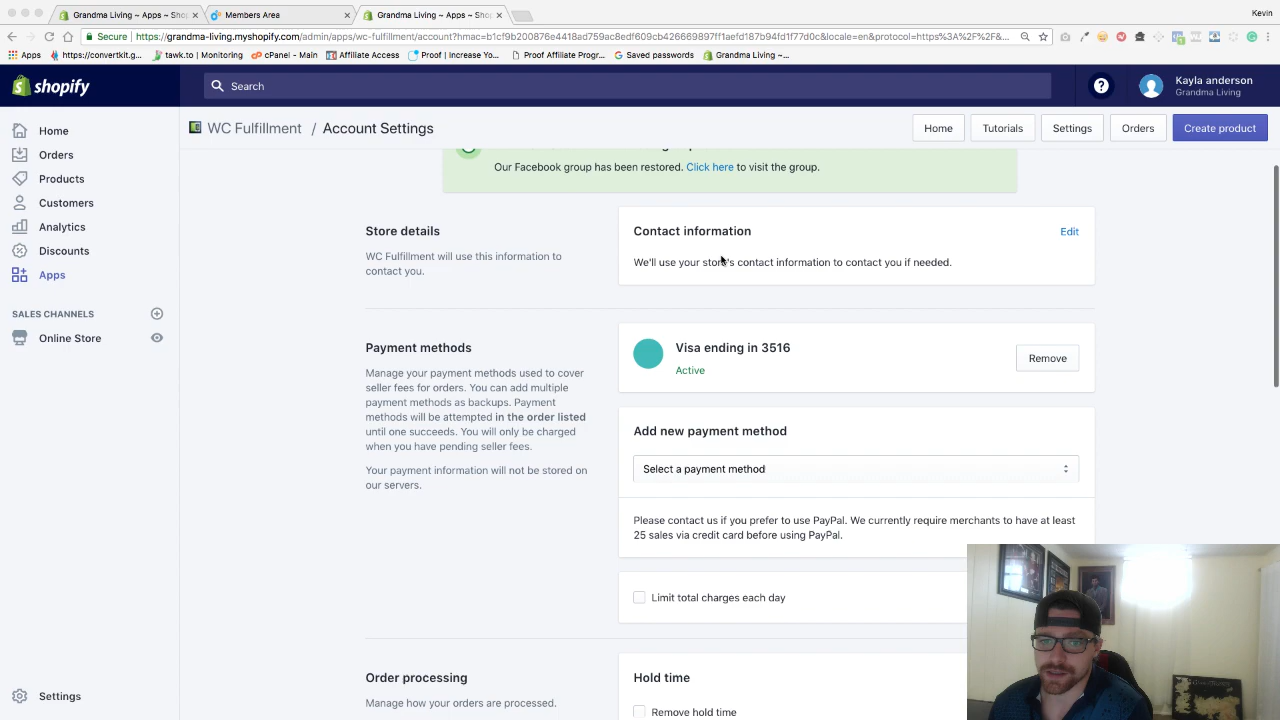 Grandma Living ~ Apps ~ Shop
Members Area
Grandma Living ~ Apps ~ Shop
Kevin
Secure
https://grandma-living.myshopify.com/admin/apps/wc-fulfillment/account?hmac=b1cf9b200876e4418ad759ac8edf609cb426669897ff1aefd187b94fd1f77d0c&locale=en&protocol=https%3A%2F%2F&...
Apps
https://convertkit.c...
tawk.to | Monitoring
cPanel - Main
Affiliate Access
Proof | Increase Yo...
Proof Affiliate Progr...
Saved passwords
Grandma Living ~...
shopify
Search
Kayla anderson
Grandma Living
WC Fulfillment / Account Settings
Home
Tutorials
Settings
Orders
Create product
Home
Orders
Products
Customers
Analytics
Discounts
Apps
SALES CHANNELS
Online Store
Settings
Our Facebook group has been restored. Click here to visit the group.
Store details
WC Fulfillment will use this information to
contact you.
Contact information
Edit
We'll use your store's contact information to contact you if needed.
Payment methods
Manage your payment methods used to cover
seller fees for orders. You can add multiple
payment methods as backups. Payment
methods will be attempted in the order listed
until one succeeds. You will only be charged
when you have pending seller fees.
Your payment information will not be stored on
our servers.
Visa ending in 3516
Active
Remove
Add new payment method
Select a payment method
Please contact us if you prefer to use PayPal. We currently require merchants to have at least
25 sales via credit card before using PayPal.
Limit total charges each day
Order processing
Manage how your orders are processed.
Hold time
Remove hold time